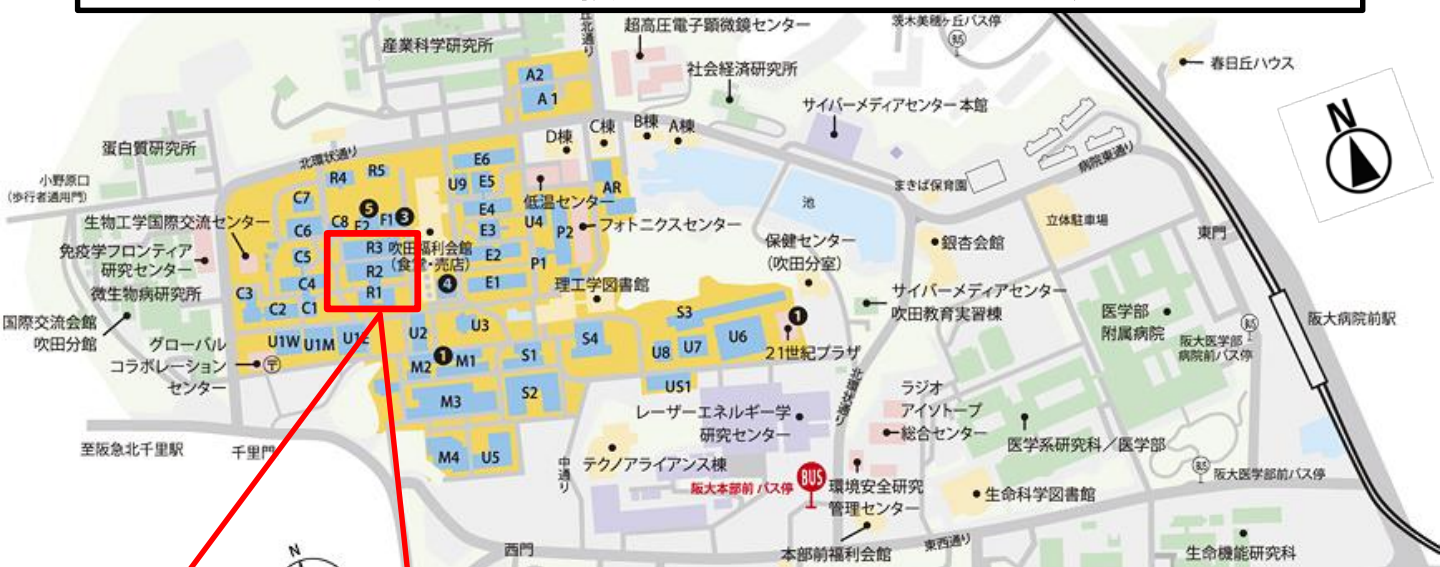 超高圧電子顕微鏡センター
茨木美穂ヶ丘バス停
BUS
丘北通り
産業科学研究所
社会経済研究所
春日丘ハウス
A2
A1
サイバーメディアセンター 本館
N
B棟
A棟
C棟
D棟
蛋白質研究所
北環状通り
病院東通り
小野原口
(歩行者通用門)
R4
R5
E6
U9
E5
低温センター
AR
まきば保育園
C7
5
3
C8
F1
F2
E4
U4
池
立体駐車場
生物工学国際交流センター
C6
E3
P2
フォトニクスセンター
東門
免疫学フロンティア
研究センター
C5
R3
吹田福利会館
(食堂・売店)
E2
保健センター
(吹田分室)
銀杏会館
R2
P1
微生物病研究所
C4
R1
4
E1
理工学図書館
サイバーメディアセンター
吹田教育実習棟
C3
C2
C1
国際交流会館
吹田分館
S3
1
医学部
附属病院
阪大病院前駅
BUS
阪大医学部
病院前バス停
U1W
U1M
U1E
U2
U3
S4
U6
U7
U8
21世紀プラザ
グローバル
コラボレーション
センター
〒
1
M2
M1
S1
北環状通り
US1
ラジオ
アイソトープ
総合センター
M3
S2
レーザーエネルギー学
研究センター
医学系研究科/医学部
至阪急北千里駅
千里門
M4
U5
中通り
テクノアライアンス棟
阪大本部前 バス停
BUS
環境安全研究
管理センター
BUS
阪大医学部前バス停
生命科学図書館
N
西門
本部前福利会館
東西通り
生命機能研究科